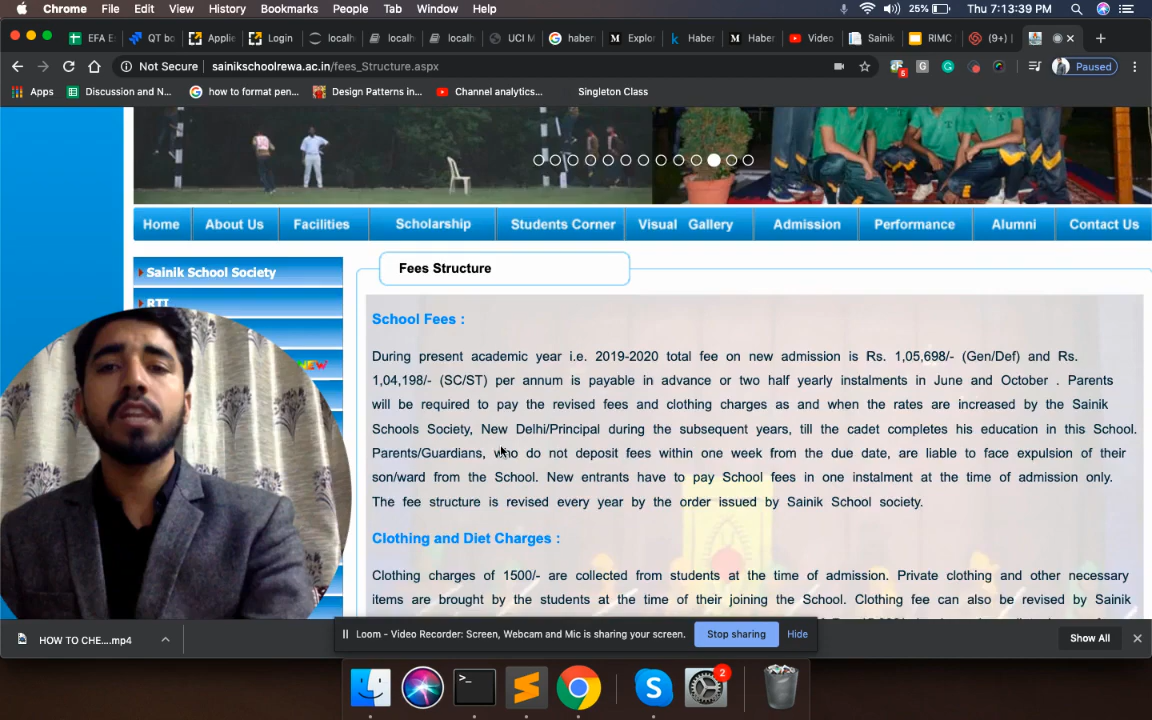 Chrome File Edit View History Bookmarks People Tab Window Help 25% Thu 7:13:39 AM
EFA E QT bo Applie Login localh localh localh UCI M haber Explor Haber Haber Video Sainik RIMC (9+)
Not Secure sainikschoolrewa.ac.in/fees_Structure.aspx 5 G Paused
Apps Discussion and N... how to format pen... Design Patterns in... Channel analytics... Singleton Class
Home About Us Facilities Scholarship Students Corner Visual Gallery Admission Performance Alumni Contact Us
Sainik School Society
RTI
NEW
Fees Structure
School Fees :
During present academic year i.e. 2019-2020 total fee on new admission is Rs. 1,05,698/- (Gen/Def) and Rs.
1,04,198/- (SC/ST) per annum is payable in advance or two half yearly instalments in June and October . Parents
will be required to pay the revised fees and clothing charges as and when the rates are increased by the Sainik
Schools Society, New Delhi/Principal during the subsequent years, till the cadet completes his education in this School.
Parents/Guardians, who do not deposit fees within one week from the due date, are liable to face expulsion of their
son/ward from the School. New entrants have to pay School fees in one instalment at the time of admission only.
The fee structure is revised every year by the order issued by Sainik School society.
Clothing and Diet Charges :
Clothing charges of 1500/- are collected from students at the time of admission. Private clothing and other necessary
items are brought by the students at the time of their joining the School. Clothing fee can also be revised by Sainik
HOW TO CHE....mp4
Loom - Video Recorder: Screen, Webcam and Mic is sharing your screen. Stop sharing Hide
Show All
2